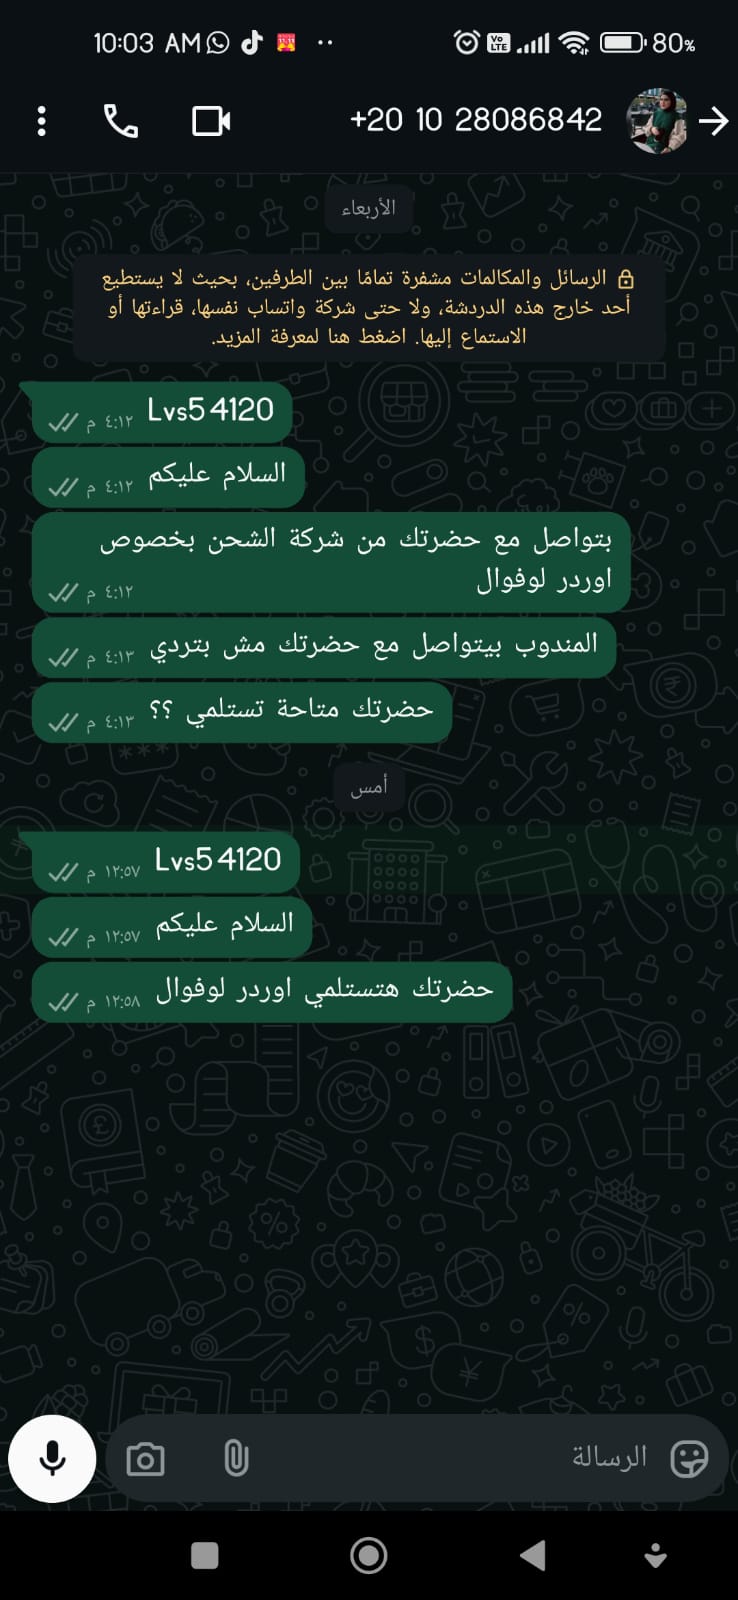 10:03 AM
Vo LTE
80%
+20 10 28086842
الأربعاء
الرسائل والمكالمات مشفرة تمامًا بين الطرفين، بحيث لا يستطيع
أحد خارج هذه الدردشة، ولا حتى شركة واتساب نفسها، قراءتها أو
الاستماع إليها. اضغط هنا لمعرفة المزيد.
Lvs54120
٤:١٢ م
السلام عليكم
٤:١٢ م
بتواصل مع حضرتك من شركة الشحن بخصوص
اوردر لوفوال
٤:١٢ م
المندوب بيتواصل مع حضرتك مش بتردي
٤:١٣ م
حضرتك متاحة تستلمي ؟؟
٤:١٣ م
أمس
Lvs54120
١٢:٥٧ م
السلام عليكم
١٢:٥٧ م
حضرتك هتستلمي اوردر لوفوال
١٢:٥٨ م
الرسالة